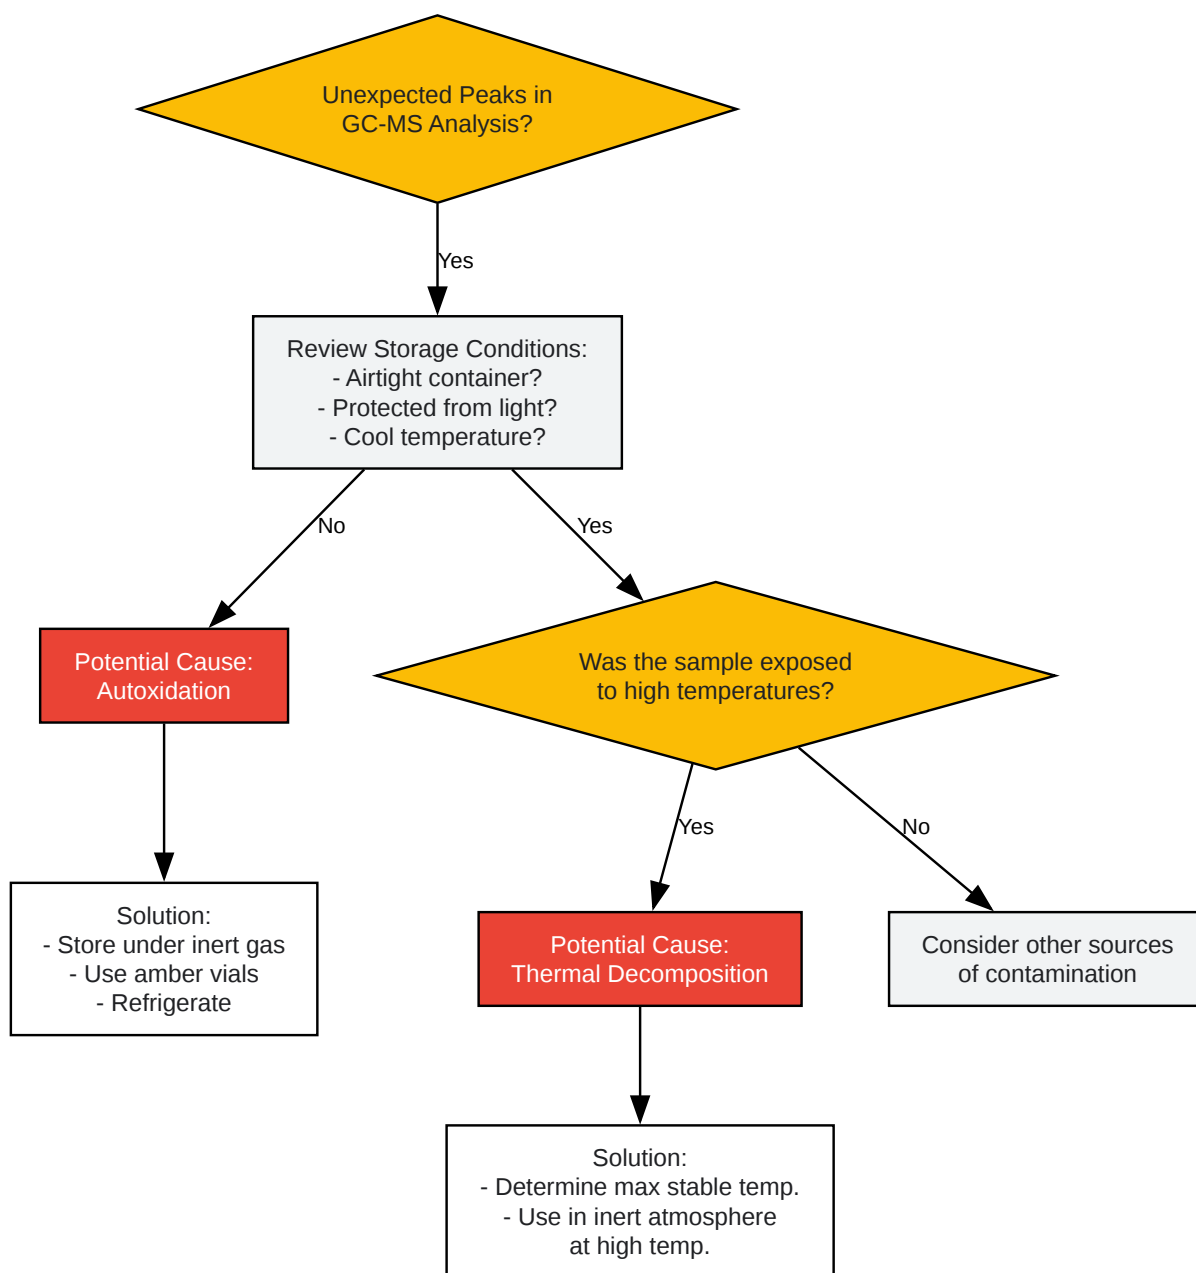 Unexpected Peaks in
GC-MS Analysis?
Yes
Review Storage Conditions:
- Airtight container?
- Protected from light?
- Cool temperature?
No
Yes
Potential Cause:
Autoxidation
Was the sample exposed
to high temperatures?
Yes
No
Solution:
- Store under inert gas
- Use amber vials
- Refrigerate
Potential Cause:
Thermal Decomposition
Consider other sources
of contamination
Solution:
- Determine max stable temp.
- Use in inert atmosphere
at high temp.